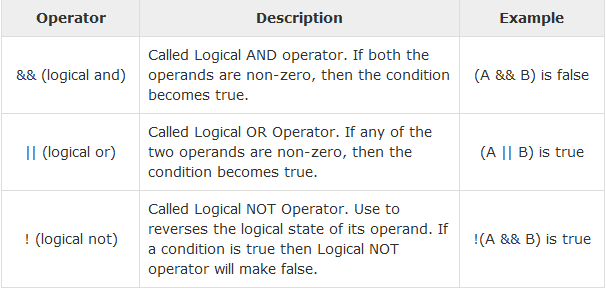 Operator Description Example
&& (logical and)
Called Logical AND operator. If both the
operands are non-zero, then the condition
becomes true.
(A && B) is false
|| (logical or)
Called Logical OR Operator. If any of the
two operands are non-zero, then the
condition becomes true.
(A || B) is true
! (logical not)
Called Logical NOT Operator. Use to
reverses the logical state of its operand. If
a condition is true then Logical NOT
operator will make false.
!(A && B) is true